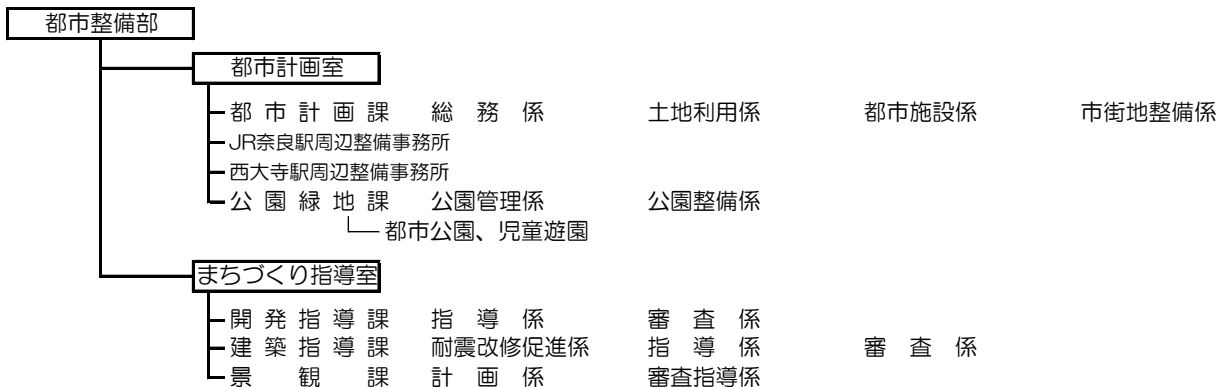 都市整備部
都市計画室
都市計画課 総務係 土地利用係 都市施設係 市街地整備係
JR奈良駅周辺整備事務所
西大寺駅周辺整備事務所
公園緑地課 公園管理係 公園整備係
都市公園、児童遊園
まちづくり指導室
開発指導課 指導係 審査係
建築指導課 耐震改修促進係 指導係 審査係
景観課 計画係 審査指導係